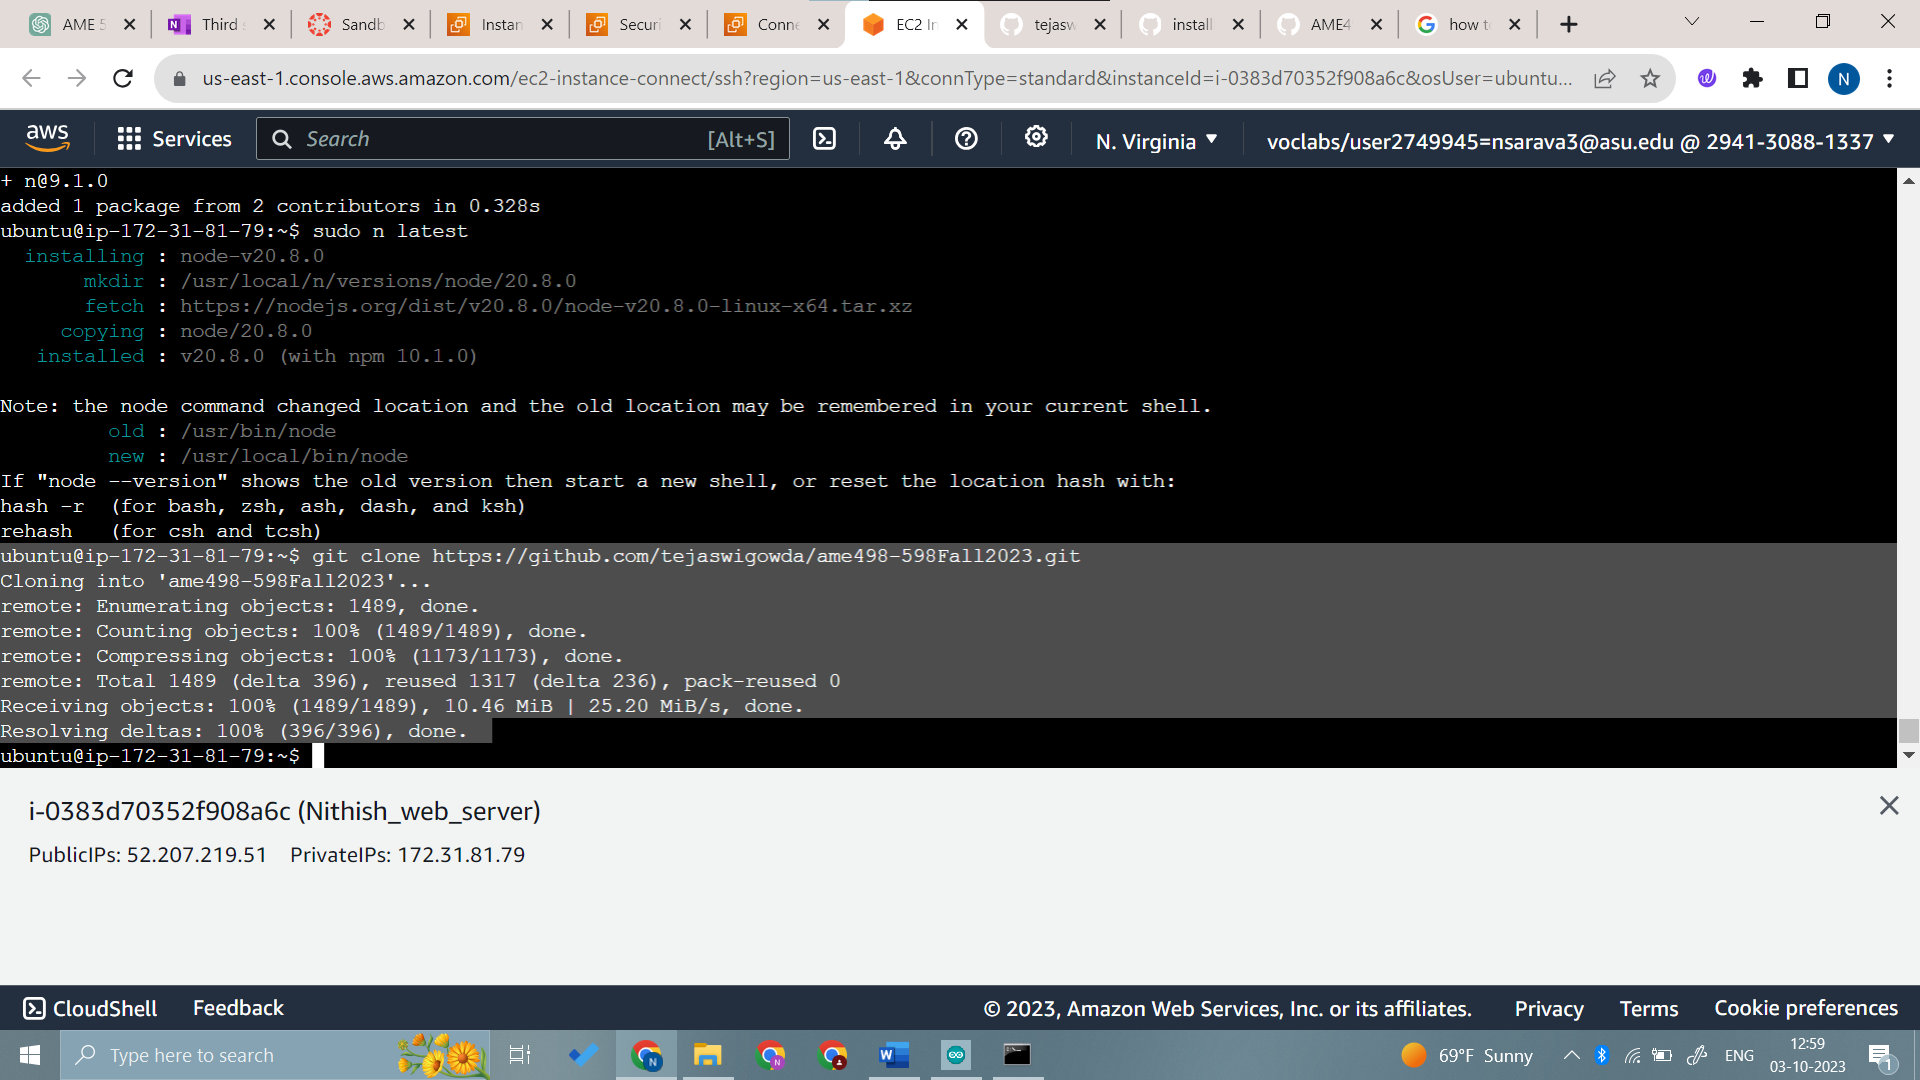 AME 5
Third
Sandb
Instan
Securi
Conne
EC2 In
tejasw
install
AME4
how t
us-east-1.console.aws.amazon.com/ec2-instance-connect/ssh?region=us-east-1&connType=standard&instanceId=i-0383d70352f908a6c&osUser=ubuntu...
N
aws
Services
Search
[Alt+S]
N. Virginia
voclabs/user2749945=nsarava3@asu.edu @ 2941-3088-1337
+ n@9.1.0
added 1 package from 2 contributors in 0.328s
ubuntu@ip-172-31-81-79:~$ sudo n latest
installing : node-v20.8.0
mkdir : /usr/local/n/versions/node/20.8.0
fetch : https://nodejs.org/dist/v20.8.0/node-v20.8.0-linux-x64.tar.xz
copying : node/20.8.0
installed : v20.8.0 (with npm 10.1.0)
Note: the node command changed location and the old location may be remembered in your current shell.
old : /usr/bin/node
new : /usr/local/bin/node
If "node --version" shows the old version then start a new shell, or reset the location hash with:
hash -r  (for bash, zsh, ash, dash, and ksh)
rehash   (for csh and tcsh)
ubuntu@ip-172-31-81-79:~$ git clone https://github.com/tejaswigowda/ame498-598Fall2023.git
Cloning into 'ame498-598Fall2023'...
remote: Enumerating objects: 1489, done.
remote: Counting objects: 100% (1489/1489), done.
remote: Compressing objects: 100% (1173/1173), done.
remote: Total 1489 (delta 396), reused 1317 (delta 236), pack-reused 0
Receiving objects: 100% (1489/1489), 10.46 MiB | 25.20 MiB/s, done.
Resolving deltas: 100% (396/396), done.
ubuntu@ip-172-31-81-79:~$
i-0383d70352f908a6c (Nithish_web_server)
PublicIPs: 52.207.219.51    PrivateIPs: 172.31.81.79
CloudShell
Feedback
© 2023, Amazon Web Services, Inc. or its affiliates.
Privacy
Terms
Cookie preferences
Type here to search
69°F Sunny
ENG
12:59
03-10-2023
1